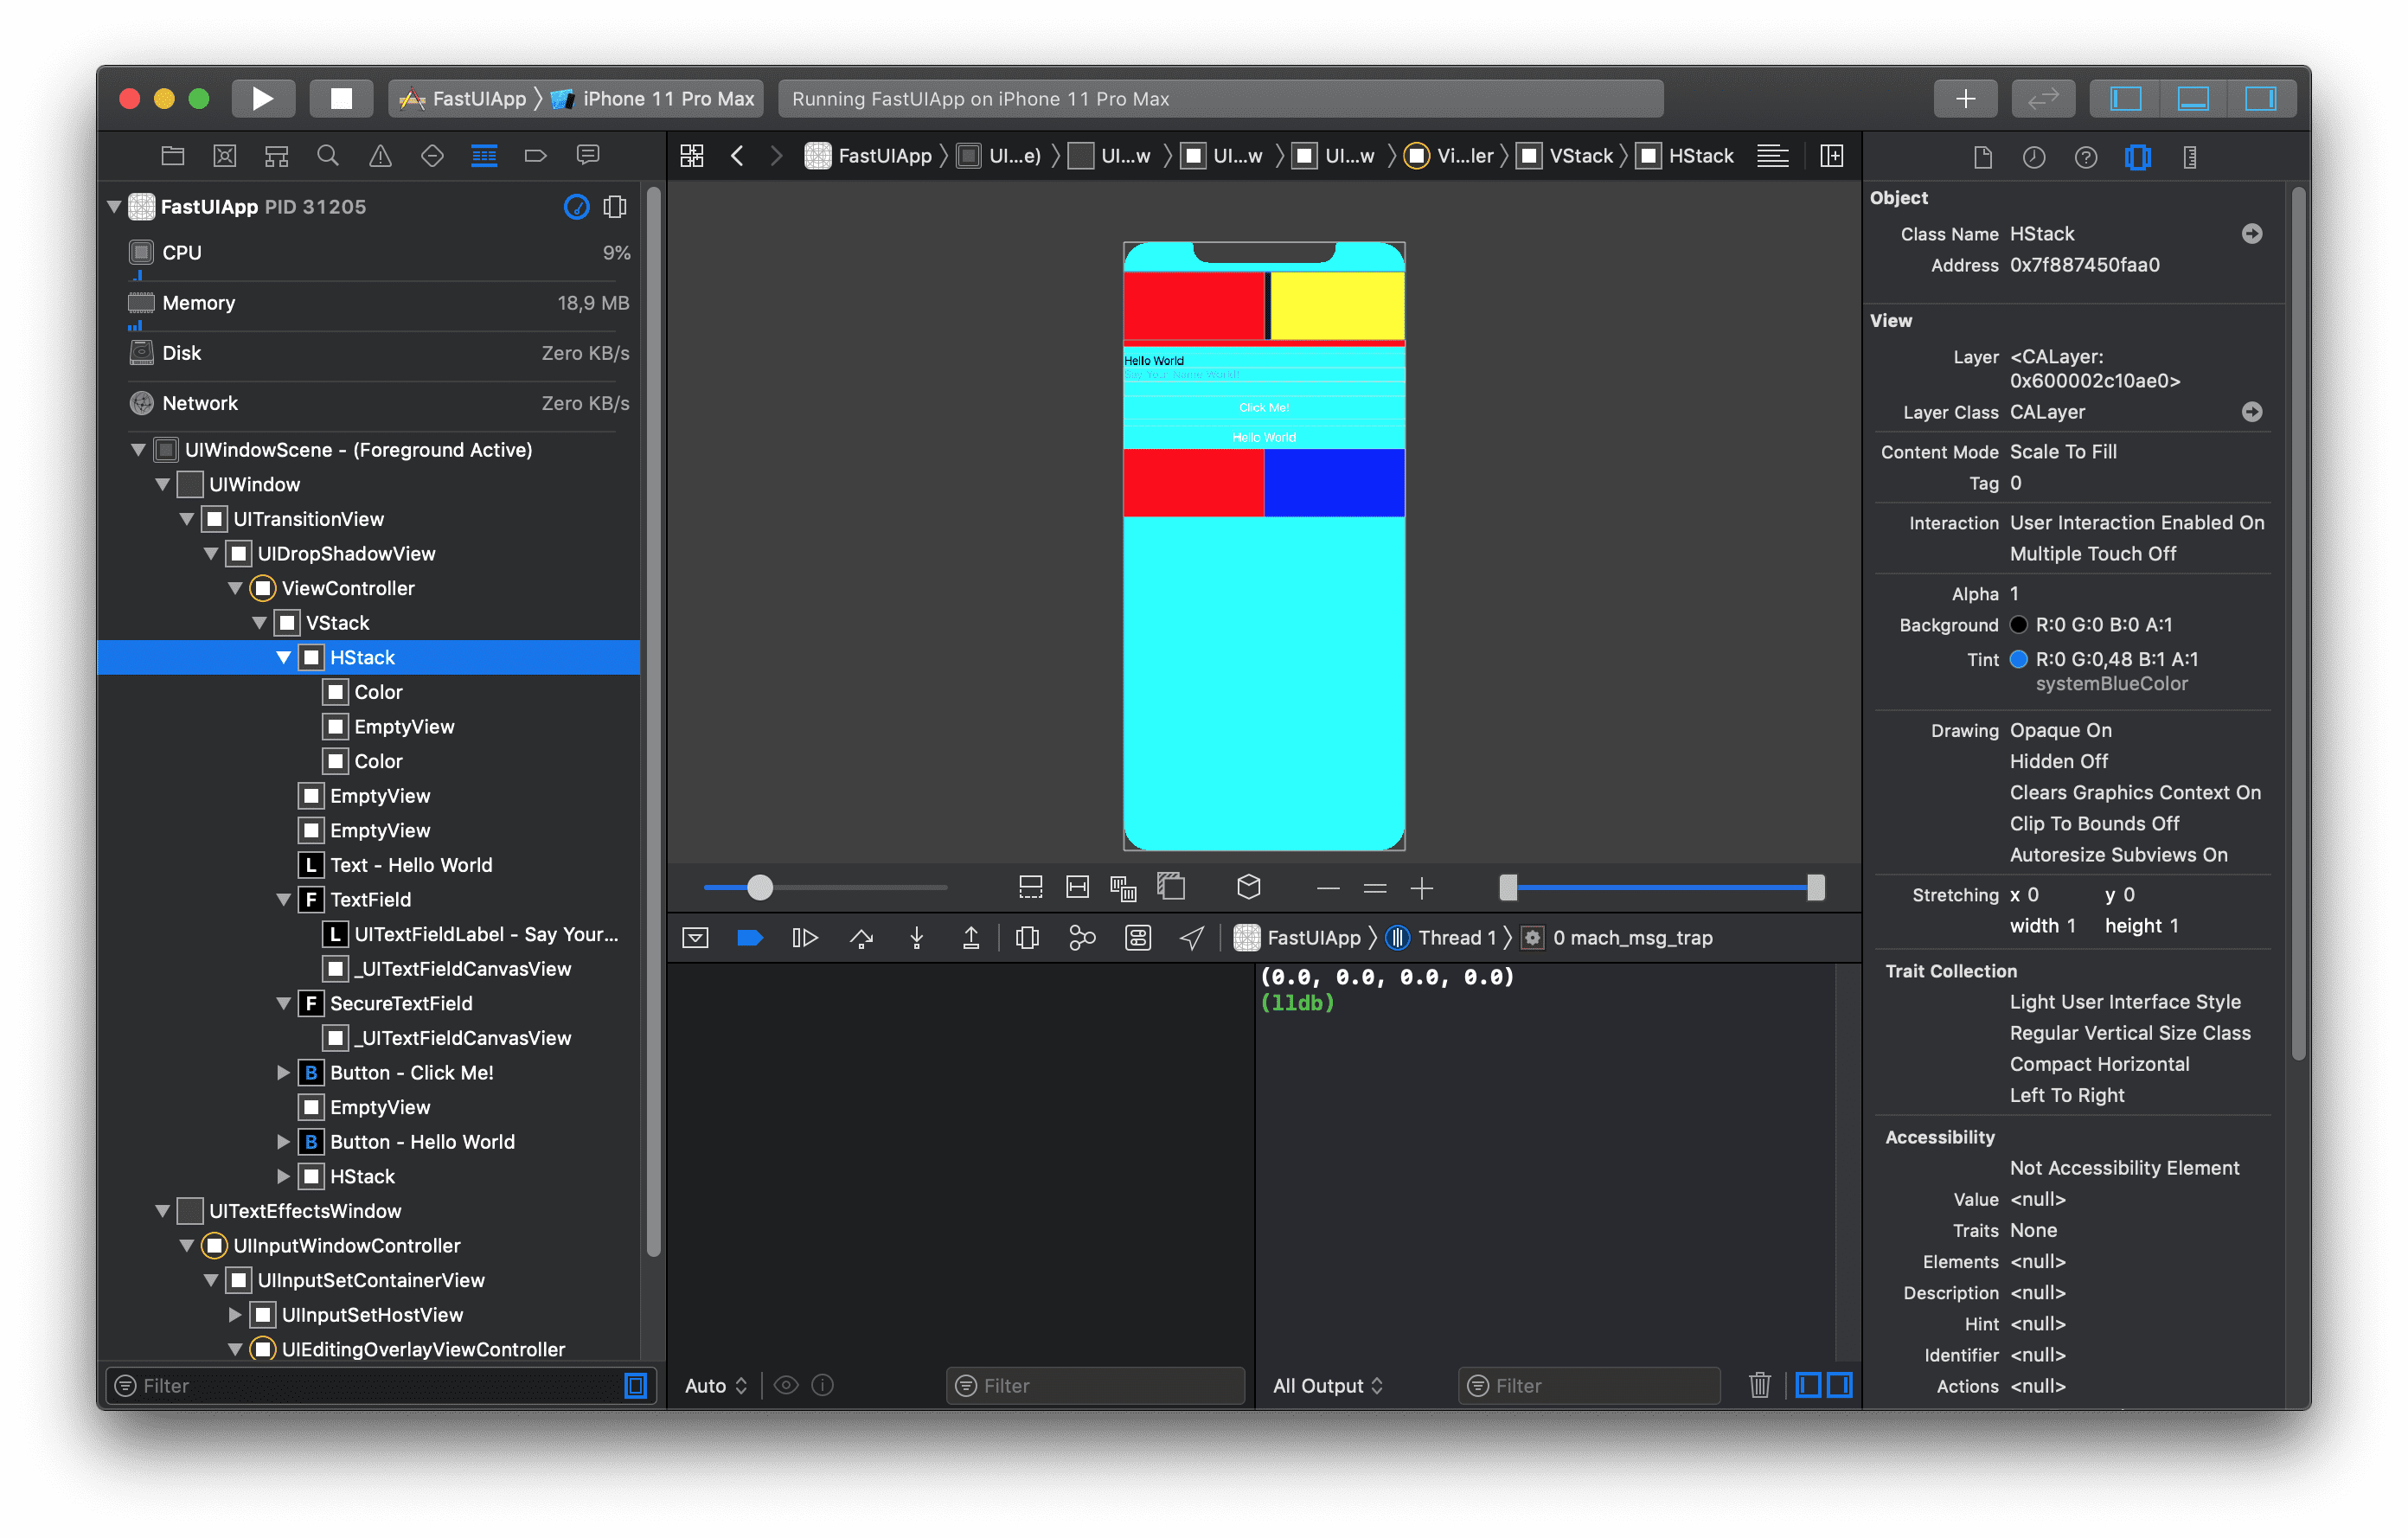 FastUIApp iPhone 11 Pro Max
Running FastUIApp on iPhone 11 Pro Max
FastUIApp UI...e) UI...w UI...w UI...w Vi...ler VStack HStack
FastUIApp PID 31205
CPU 9%
Memory 18,9 MB
Disk Zero KB/s
Network Zero KB/s
UIWindowScene - (Foreground Active)
UIWindow
UITransitionView
UIDropShadowView
ViewController
VStack
HStack
Color
EmptyView
Color
EmptyView
EmptyView
L Text - Hello World
F TextField
L UITextFieldLabel - Say Your...
_UITextFieldCanvasView
F SecureTextField
_UITextFieldCanvasView
B Button - Click Me!
EmptyView
B Button - Hello World
HStack
UITextEffectsWindow
UIInputWindowController
UIInputSetContainerView
UIInputSetHostView
UIEditingOverlayViewController
Filter
Hello World
Say Your Name World!
Click Me!
Hello World
FastUIApp Thread 1 0 mach_msg_trap
(0.0, 0.0, 0.0, 0.0)
(lldb)
Auto Filter
All Output Filter
Object
Class Name HStack
Address 0x7f887450faa0
View
Layer <CALayer:
0x600002c10ae0>
Layer Class CALayer
Content Mode Scale To Fill
Tag 0
Interaction User Interaction Enabled On
Multiple Touch Off
Alpha 1
Background R:0 G:0 B:0 A:1
Tint R:0 G:0,48 B:1 A:1
systemBlueColor
Drawing Opaque On
Hidden Off
Clears Graphics Context On
Clip To Bounds Off
Autoresize Subviews On
Stretching x 0 y 0
width 1 height 1
Trait Collection
Light User Interface Style
Regular Vertical Size Class
Compact Horizontal
Left To Right
Accessibility
Not Accessibility Element
Value <null>
Traits None
Elements <null>
Description <null>
Hint <null>
Identifier <null>
Actions <null>